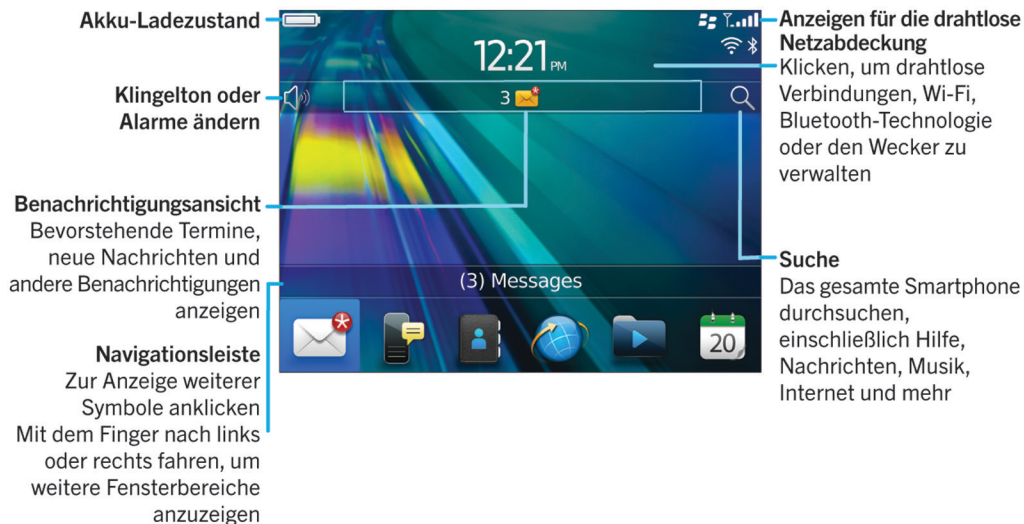 Akku-Ladezustand
Klingelton oder
Alarme ändern
Benachrichtigungsansicht
Bevorstehende Termine,
neue Nachrichten und
andere Benachrichtigungen
anzeigen
Navigationsleiste
Zur Anzeige weiterer
Symbole anklicken
Mit dem Finger nach links
oder rechts fahren, um
weitere Fensterbereiche
anzuzeigen
12:21 PM
3
(3) Messages
20
Anzeigen für die drahtlose
Netzabdeckung
Klicken, um drahtlose
Verbindungen, Wi-Fi,
Bluetooth-Technologie
oder den Wecker zu
verwalten
Suche
Das gesamte Smartphone
durchsuchen,
einschließlich Hilfe,
Nachrichten, Musik,
Internet und mehr